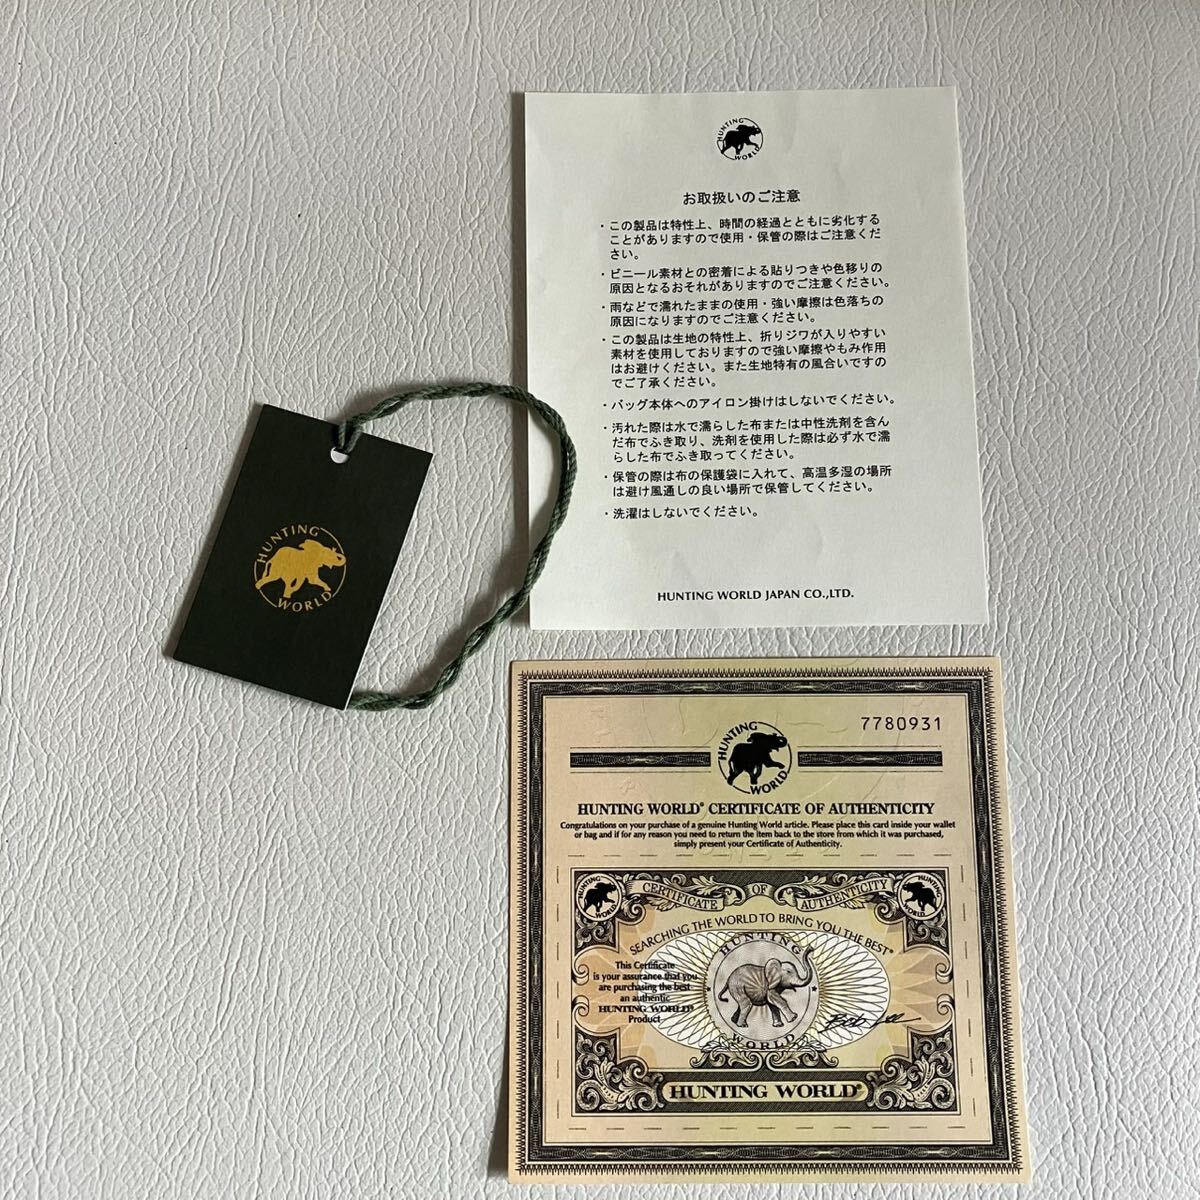 HUNTING
WORLD
お取扱いのご注意
・この製品は特性上、時間の経過とともに劣化する
ことがありますので使用・保管の際はご注意くだ
さい。
・ビニール素材との密着による貼りつきや色移りの
原因となるおそれがありますのでご注意ください。
・雨などで濡れたままの使用・強い摩擦は色落ちの
原因になりますのでご注意ください。
・この製品は生地の特性上、折りジワが入りやすい
素材を使用しておりますので強い摩擦やもみ作用
はお避けください。また生地特有の風合いですの
でご了承ください。
・バッグ本体へのアイロン掛けはしないでください。
・汚れた際は水で濡らした布または中性洗剤を含ん
だ布でふき取り、洗剤を使用した際は必ず水で濡
らした布でふき取ってください。
・保管の際は布の保護袋に入れて、高温多湿の場所
は避け風通しの良い場所で保管してください。
・洗濯はしないでください。
HUNTING WORLD JAPAN CO.,LTD.
HUNTING
WORLD
7780931
HUNTING
WORLD
HUNTING WORLD® CERTIFICATE OF AUTHENTICITY
Congratulations on your purchase of a genuine Hunting World article. Please place this card inside your wallet
or bag and if for any reason you need to return the item back to the store from which it was purchased,
simply present your Certificate of Authenticity.
HUNTING
WORLD
CERTIFICATE OF AUTHENTICITY
HUNTING
WORLD
SEARCHING THE WORLD TO BRING YOU THE BEST®
HUNTING
WORLD
This Certificate
is your assurance that you
are purchasing the best
an authentic
HUNTING WORLD®
Product
Bob Lee
HUNTING WORLD®